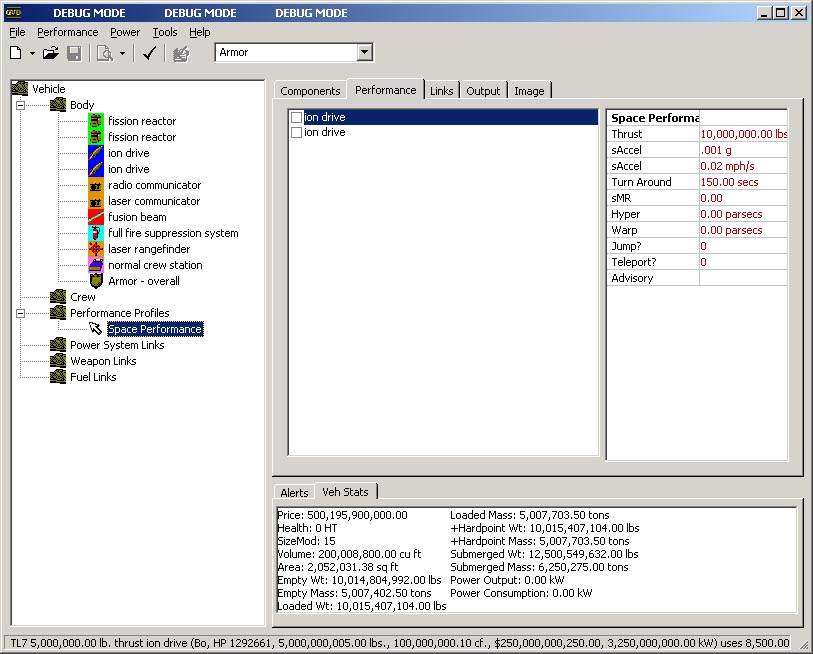 GVD DEBUG MODE DEBUG MODE DEBUG MODE
File Performance Power Tools Help
Armor
Vehicle
Body
fission reactor
fission reactor
ion drive
ion drive
radio communicator
laser communicator
fusion beam
full fire suppression system
laser rangefinder
normal crew station
Armor - overall
Crew
Performance Profiles
Space Performance
Power System Links
Weapon Links
Fuel Links
Components Performance Links Output Image
ion drive
ion drive
Space Performa
Thrust 10,000,000.00 lbs
sAccel .001 g
sAccel 0.02 mph/s
Turn Around 150.00 secs
sMR 0.00
Hyper 0.00 parsecs
Warp 0.00 parsecs
Jump? 0
Teleport? 0
Advisory
Alerts Veh Stats
Price: 500,195,900,000.00
Health: 0 HT
SizeMod: 15
Volume: 200,008,800.00 cu ft
Area: 2,052,031.38 sq ft
Empty Wt: 10,014,804,992.00 lbs
Empty Mass: 5,007,402.50 tons
Loaded Wt: 10,015,407,104.00 lbs
Loaded Mass: 5,007,703.50 tons
+Hardpoint Wt: 10,015,407,104.00 lbs
+Hardpoint Mass: 5,007,703.50 tons
Submerged Wt: 12,500,549,632.00 lbs
Submerged Mass: 6,250,275.00 tons
Power Output: 0.00 kW
Power Consumption: 0.00 kW
TL7 5,000,000.00 lb. thrust ion drive (Bo, HP 1292661, 5,000,000,005.00 lbs., 100,000,000.10 cf., $250,000,000,250.00, 3,250,000,000.00 kW) uses 8,500.00